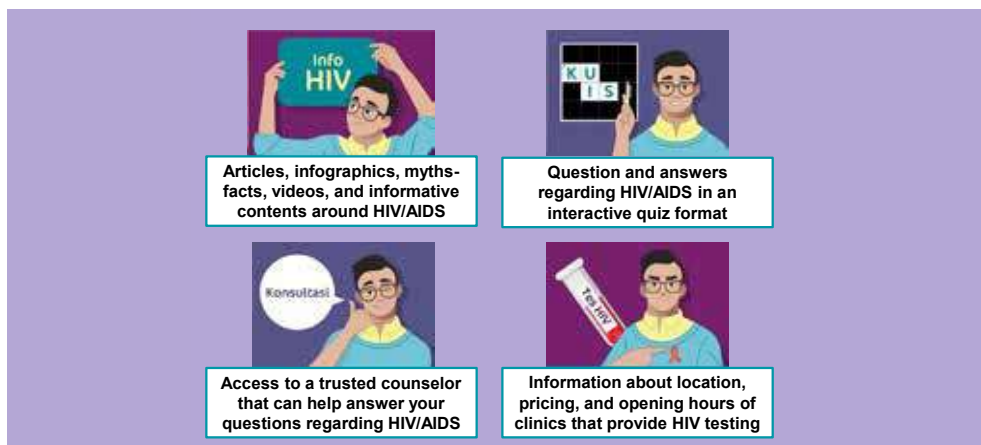 Info
HIV
Articles, infographics, myths-
facts, videos, and informative
contents around HIV/AIDS
K U
I S
Question and answers
regarding HIV/AIDS in an
interactive quiz format
Konsultasi
Access to a trusted counselor
that can help answer your
questions regarding HIV/AIDS
Tes HIV
Information about location,
pricing, and opening hours of
clinics that provide HIV testing